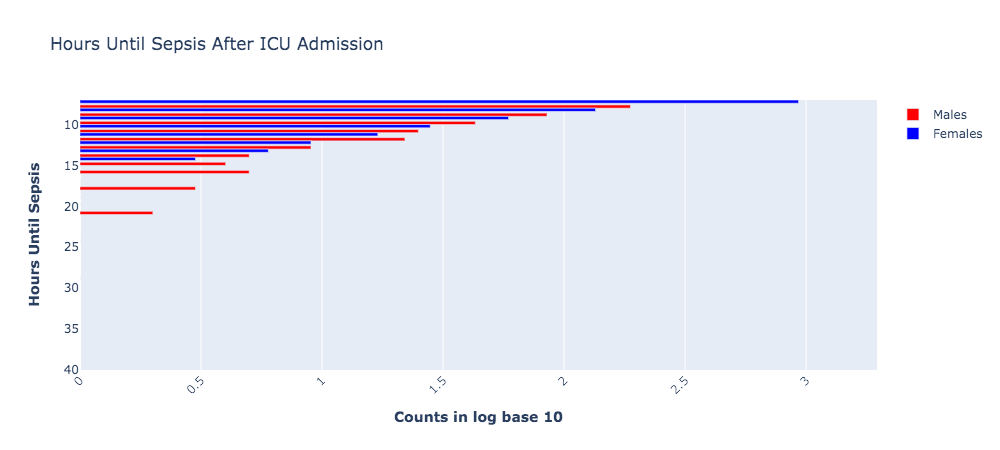 Hours Until Sepsis After ICU Admission
Males
Females
Hours Until Sepsis
10
15
20
25
30
35
40
0
0.5
1
1.5
2
2.5
3
Counts in log base 10